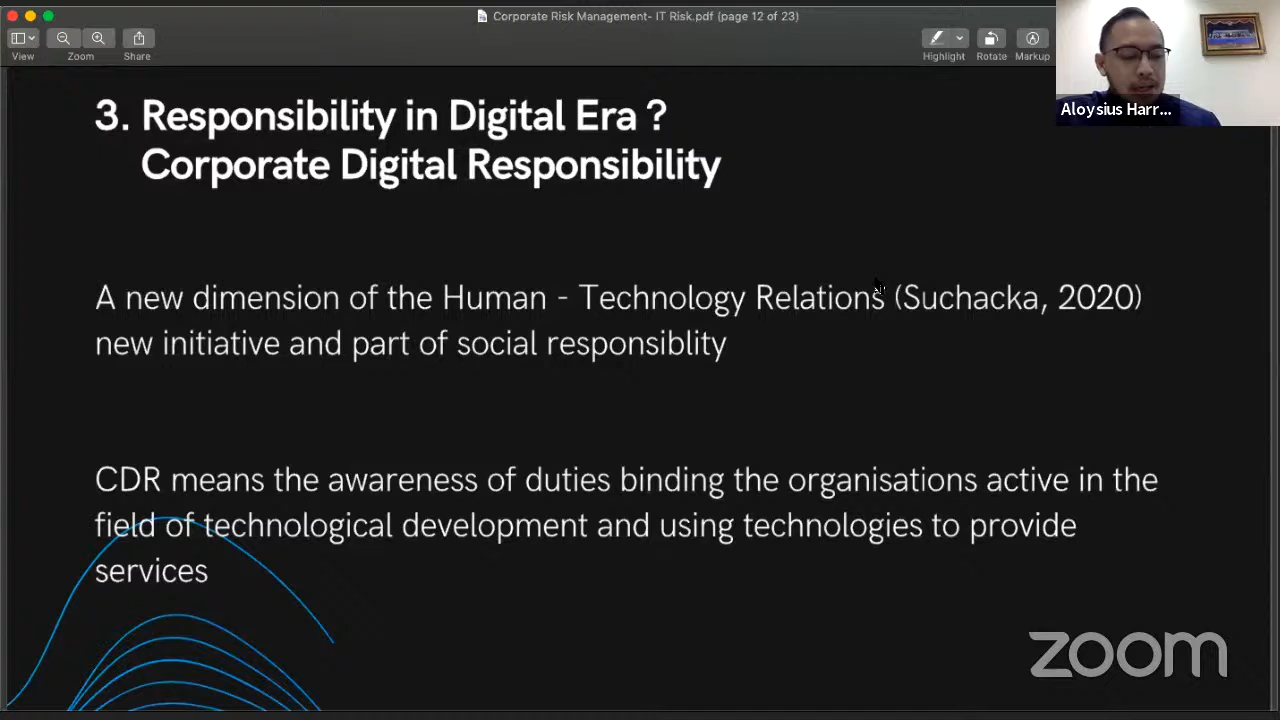 Corporate Risk Management- IT Risk.pdf (page 12 of 23)
View
Zoom
Share
Highlight
Rotate
Markup
Aloysius Harr...
3. Responsibility in Digital Era ?
Corporate Digital Responsibility
A new dimension of the Human - Technology Relations (Suchacka, 2020)
new initiative and part of social responsiblity
CDR means the awareness of duties binding the organisations active in the
field of technological development and using technologies to provide
services
zoom